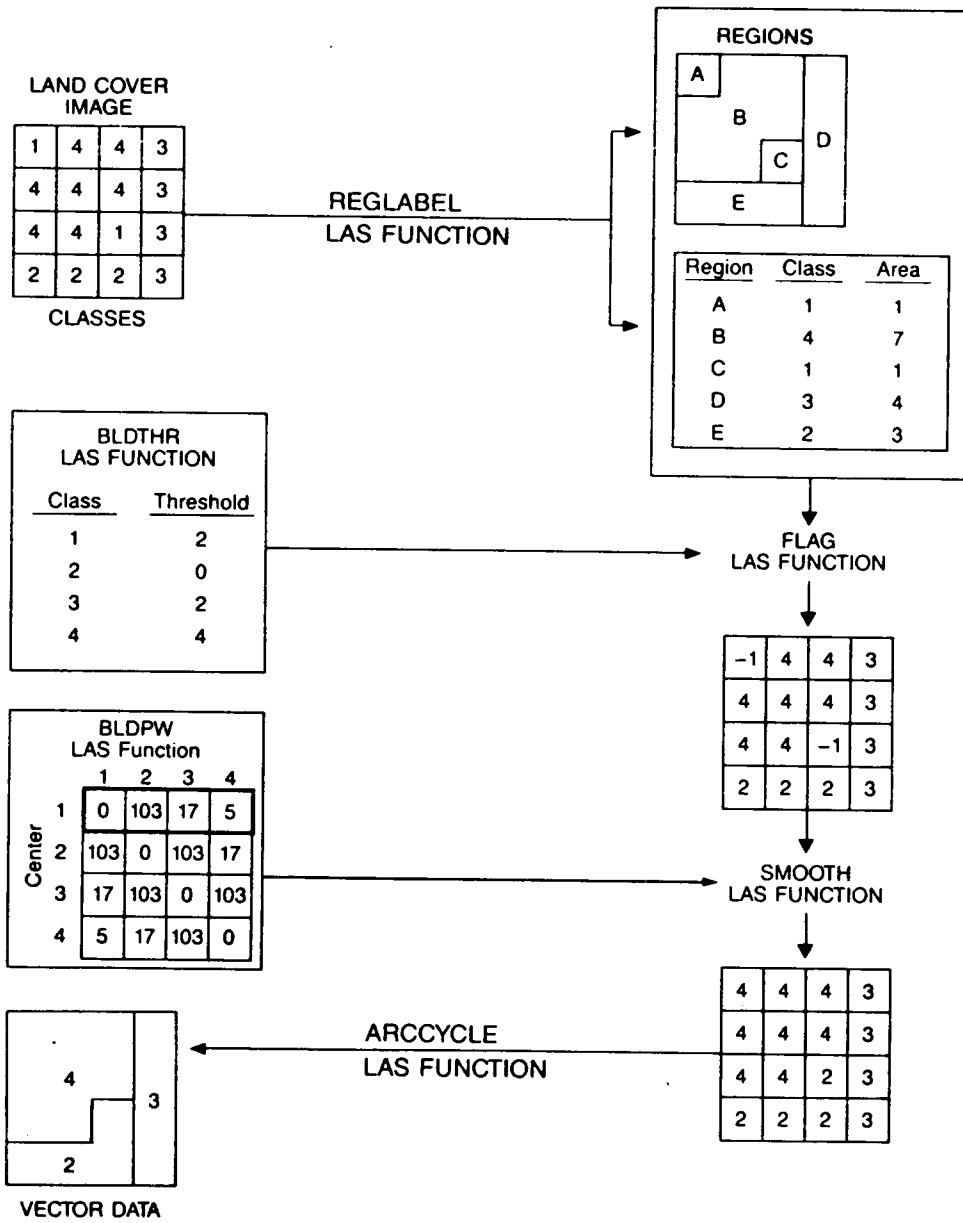 LAND COVER
IMAGE
1 4 4 3
4 4 4 3
4 4 1 3
2 2 2 3
CLASSES
REGLABEL
LAS FUNCTION
REGIONS
A
B
C
D
E
Region Class Area
A 1 1
B 4 7
C 1 1
D 3 4
E 2 3
BLDTHR
LAS FUNCTION
Class Threshold
1 2
2 0
3 2
4 4
FLAG
LAS FUNCTION
-1 4 4 3
4 4 4 3
4 4 -1 3
2 2 2 3
BLDPW
LAS Function
1 2 3 4
Center
1 0 103 17 5
2 103 0 103 17
3 17 103 0 103
4 5 17 103 0
SMOOTH
LAS FUNCTION
4 4 4 3
4 4 4 3
4 4 2 3
2 2 2 3
ARCCYCLE
LAS FUNCTION
4
3
2
VECTOR DATA